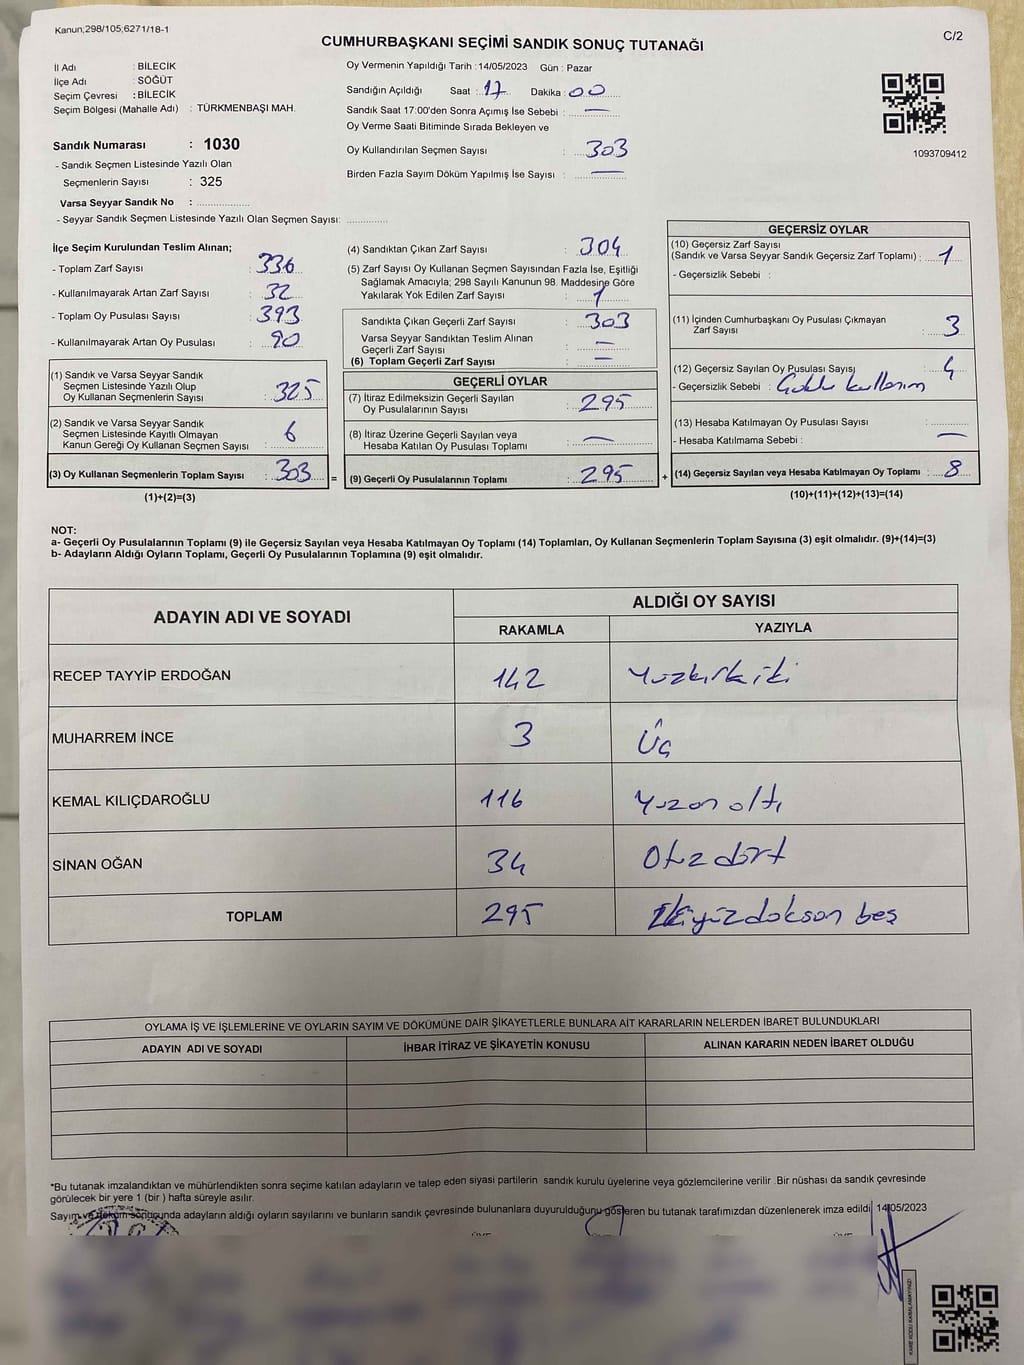 Kanun;298/105;6271/18-1
C/2
CUMHURBAŞKANI SEÇİMİ SANDIK SONUÇ TUTANAĞI
İl Adı : BİLECİK
İlçe Adı : SÖĞÜT
Seçim Çevresi : BİLECİK
Seçim Bölgesi (Mahalle Adı) : TÜRKMENBAŞI MAH.
Sandık Numarası : 1030
- Sandık Seçmen Listesinde Yazılı Olan
Seçmenlerin Sayısı : 325
Varsa Seyyar Sandık No : ...................
- Seyyar Sandık Seçmen Listesinde Yazılı Olan Seçmen Sayısı: ..............
Oy Vermenin Yapıldığı Tarih : 14/05/2023 Gün : Pazar
Sandığın Açıldığı Saat : 17 Dakika : 00
Sandık Saat 17:00'den Sonra Açımış İse Sebebi : —
Oy Verme Saati Bitiminde Sırada Bekleyen ve
Oy Kullandırılan Seçmen Sayısı : 303
Birden Fazla Sayım Döküm Yapılmış İse Sayısı : —
1093709412
İlçe Seçim Kurulundan Teslim Alınan;
- Toplam Zarf Sayısı : 336
- Kullanılmayarak Artan Zarf Sayısı : 32
- Toplam Oy Pusulası Sayısı : 393
- Kullanılmayarak Artan Oy Pusulası : 90
(1) Sandık ve Varsa Seyyar Sandık
Seçmen Listesinde Yazılı Olup
Oy Kullanan Seçmenlerin Sayısı : 325
(2) Sandık ve Varsa Seyyar Sandık
Seçmen Listesinde Kayıtlı Olmayan
Kanun Gereği Oy Kullanan Seçmen Sayısı : 6
(3) Oy Kullanan Seçmenlerin Toplam Sayısı : 303 =
(1)+(2)=(3)
(4) Sandıktan Çıkan Zarf Sayısı : 304
(5) Zarf Sayısı Oy Kullanan Seçmen Sayısından Fazla İse, Eşitliği
Sağlamak Amacıyla; 298 Sayılı Kanunun 98. Maddesine Göre
Yakılarak Yok Edilen Zarf Sayısı : 1
Sandıkta Çıkan Geçerli Zarf Sayısı : 303
Varsa Seyyar Sandıktan Teslim Alınan
Geçerli Zarf Sayısı : —
(6) Toplam Geçerli Zarf Sayısı : —
GEÇERLİ OYLAR
(7) İtiraz Edilmeksizin Geçerli Sayılan
Oy Pusulalarının Sayısı : 295
(8) İtiraz Üzerine Geçerli Sayılan veya
Hesaba Katılan Oy Pusulası Toplamı : —
(9) Geçerli Oy Pusulalarının Toplamı : 295 +
GEÇERSİZ OYLAR
(10) Geçersiz Zarf Sayısı
(Sandık ve Varsa Seyyar Sandık Geçersiz Zarf Toplamı) : 1
- Geçersizlik Sebebi :
(11) İçinden Cumhurbaşkanı Oy Pusulası Çıkmayan
Zarf Sayısı : 3
(12) Geçersiz Sayılan Oy Pusulası Sayısı : 4
- Geçersizlik Sebebi : kullanım
(13) Hesaba Katılmayan Oy Pusulası Sayısı : ..........
- Hesaba Katılmama Sebebi : —
(14) Geçersiz Sayılan veya Hesaba Katılmayan Oy Toplamı : 8
(10)+(11)+(12)+(13)=(14)
NOT:
a- Geçerli Oy Pusulalarının Toplamı (9) ile Geçersiz Sayılan veya Hesaba Katılmayan Oy Toplamı (14) Toplamları, Oy Kullanan Seçmenlerin Toplam Sayısına (3) eşit olmalıdır. (9)+(14)=(3)
b- Adayların Aldığı Oyların Toplamı, Geçerli Oy Pusulalarının Toplamına (9) eşit olmalıdır.
ADAYIN ADI VE SOYADI
ALDIĞI OY SAYISI
RAKAMLA YAZIYLA
RECEP TAYYİP ERDOĞAN 142 Yüzkırkiki
MUHARREM İNCE 3 Üç
KEMAL KILIÇDAROĞLU 116 Yüzon altı
SİNAN OĞAN 34 Otuz dört
TOPLAM 295 İkiyüzdoksan beş
OYLAMA İŞ VE İŞLEMLERİNE VE OYLARIN SAYIM VE DÖKÜMÜNE DAİR ŞİKAYETLERLE BUNLARA AİT KARARLARIN NELERDEN İBARET BULUNDUKLARI
ADAYIN ADI VE SOYADI İHBAR İTİRAZ VE ŞİKAYETİN KONUSU ALINAN KARARIN NEDEN İBARET OLDUĞU
*Bu tutanak imzalandıktan ve mühürlendikten sonra seçime katılan adayların ve talep eden siyasi partilerin sandık kurulu üyelerine veya gözlemcilerine verilir .Bir nüshası da sandık çevresinde
görülecek bir yere 1 (bir ) hafta süreyle asılır.
Sayım ve döküm sonucunda adayların aldığı oyların sayılarını ve bunların sandık çevresinde bulunanlara duyurulduğunu gösteren bu tutanak tarafımızdan düzenlenerek imza edildi 14/05/2023
KARE KODU KARALAMAYINIZ!